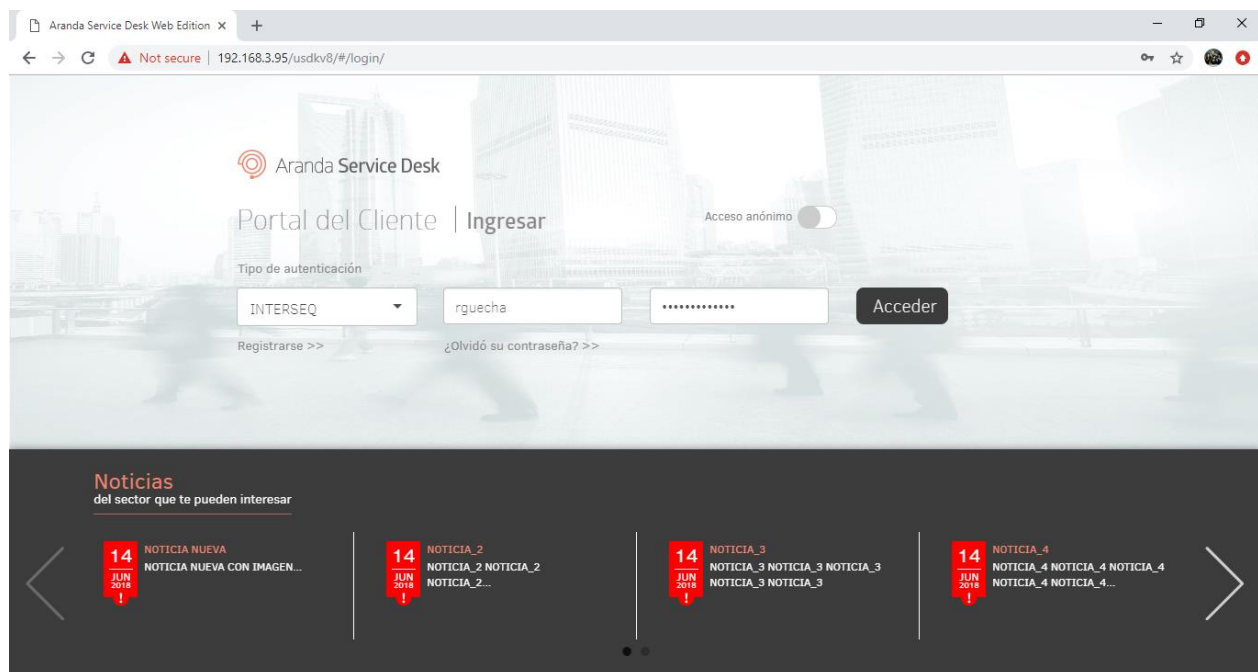 Aranda Service Desk Web Edition
Not secure | 192.168.3.95/usdkv8/#/login/
Aranda Service Desk
Portal del Cliente | Ingresar
Acceso anónimo
Tipo de autenticación
INTERSEQ
rguecha
•••••••••••••
Acceder
Registrarse >>
¿Olvidó su contraseña? >>
Noticias
del sector que te pueden interesar
14
JUN
2018
!
NOTICIA NUEVA
NOTICIA NUEVA CON IMAGEN...
14
JUN
2018
!
NOTICIA_2
NOTICIA_2 NOTICIA_2
NOTICIA_2...
14
JUN
2018
!
NOTICIA_3
NOTICIA_3 NOTICIA_3 NOTICIA_3
NOTICIA_3 NOTICIA_3
14
JUN
2018
!
NOTICIA_4
NOTICIA_4 NOTICIA_4 NOTICIA_4
NOTICIA_4 NOTICIA_4...